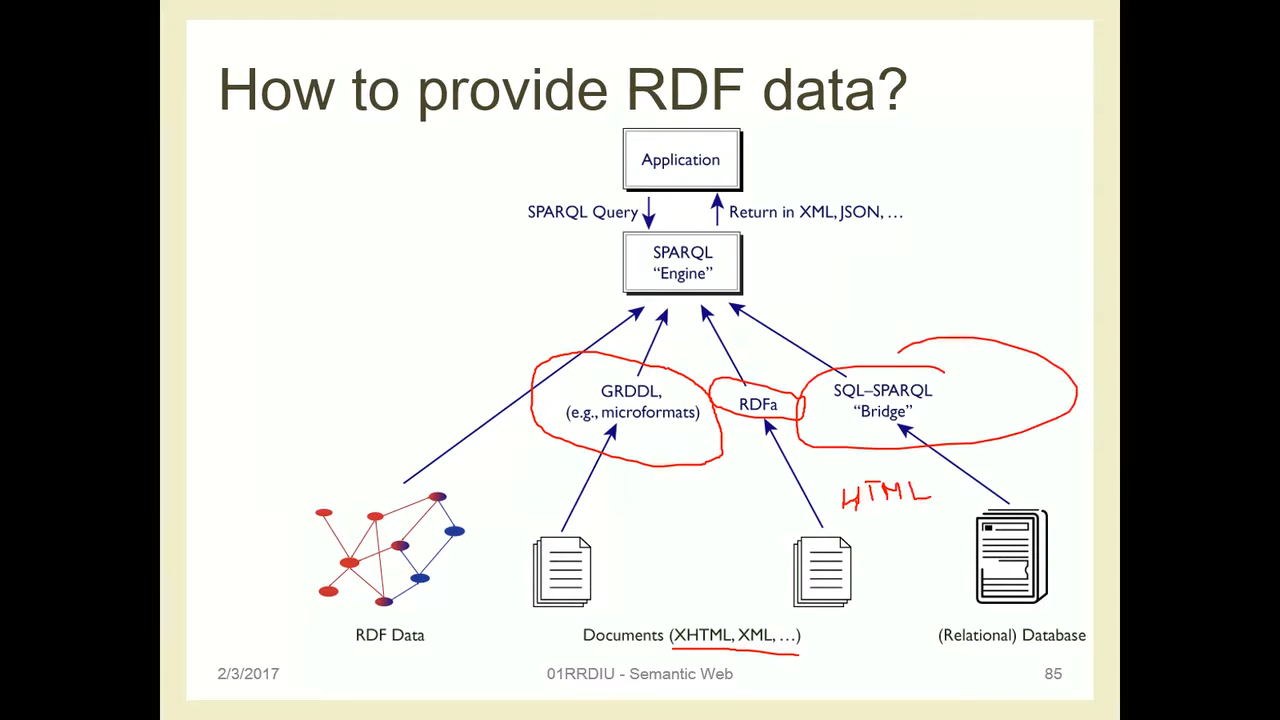 How to provide RDF data?
Application
SPARQL Query
Return in XML, JSON, …
SPARQL
“Engine”
GRDDL,
(e.g., microformats)
RDFa
SQL–SPARQL
“Bridge”
HTML
RDF Data
Documents (XHTML, XML, …)
(Relational) Database
2/3/2017
01RRDIU - Semantic Web
85